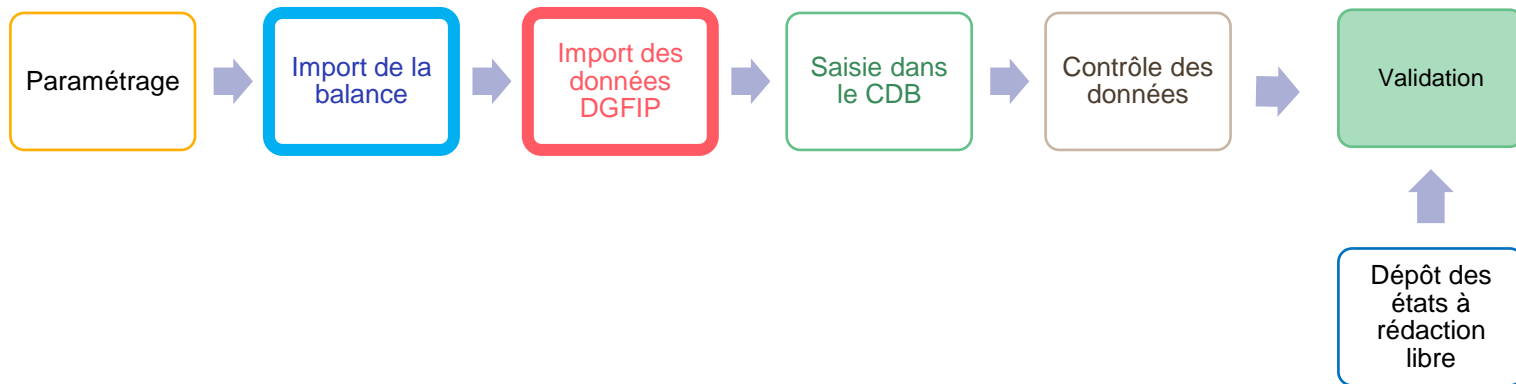 Paramétrage
Import de la
balance
Import des
données
DGFIP
Saisie dans
le CDB
Contrôle des
données
Validation
Dépôt des
états à
rédaction
libre